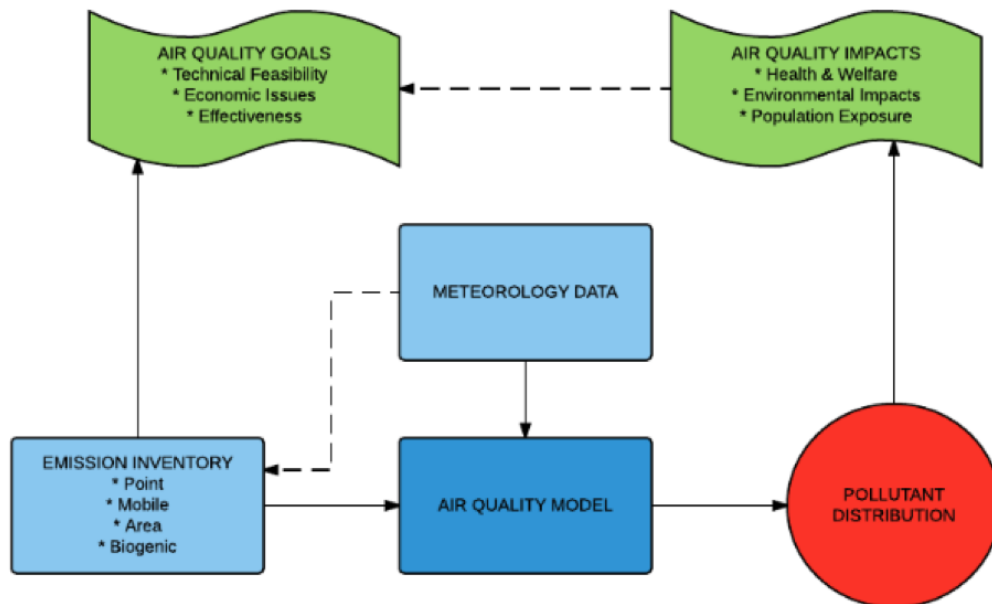 AIR QUALITY GOALS
* Technical Feasibility
* Economic Issues
* Effectiveness
AIR QUALITY IMPACTS
* Health & Welfare
* Environmental Impacts
* Population Exposure
METEOROLOGY DATA
EMISSION INVENTORY
* Point
* Mobile
* Area
* Biogenic
AIR QUALITY MODEL
POLLUTANT
DISTRIBUTION